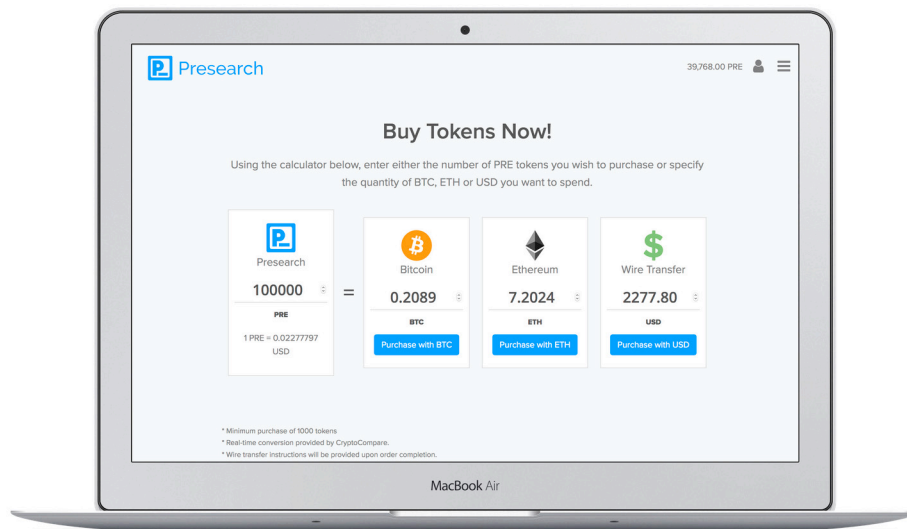 Presearch
39,768.00 PRE
Buy Tokens Now!
Using the calculator below, enter either the number of PRE tokens you wish to purchase or specify
the quantity of BTC, ETH or USD you want to spend.
Presearch
100000
PRE
1 PRE = 0.02277797
USD
=
Bitcoin
0.2089
BTC
Purchase with BTC
Ethereum
7.2024
ETH
Purchase with ETH
Wire Transfer
2277.80
USD
Purchase with USD
* Minimum purchase of 1000 tokens
* Real-time conversion provided by CryptoCompare.
* Wire transfer instructions will be provided upon order completion.
MacBook Air